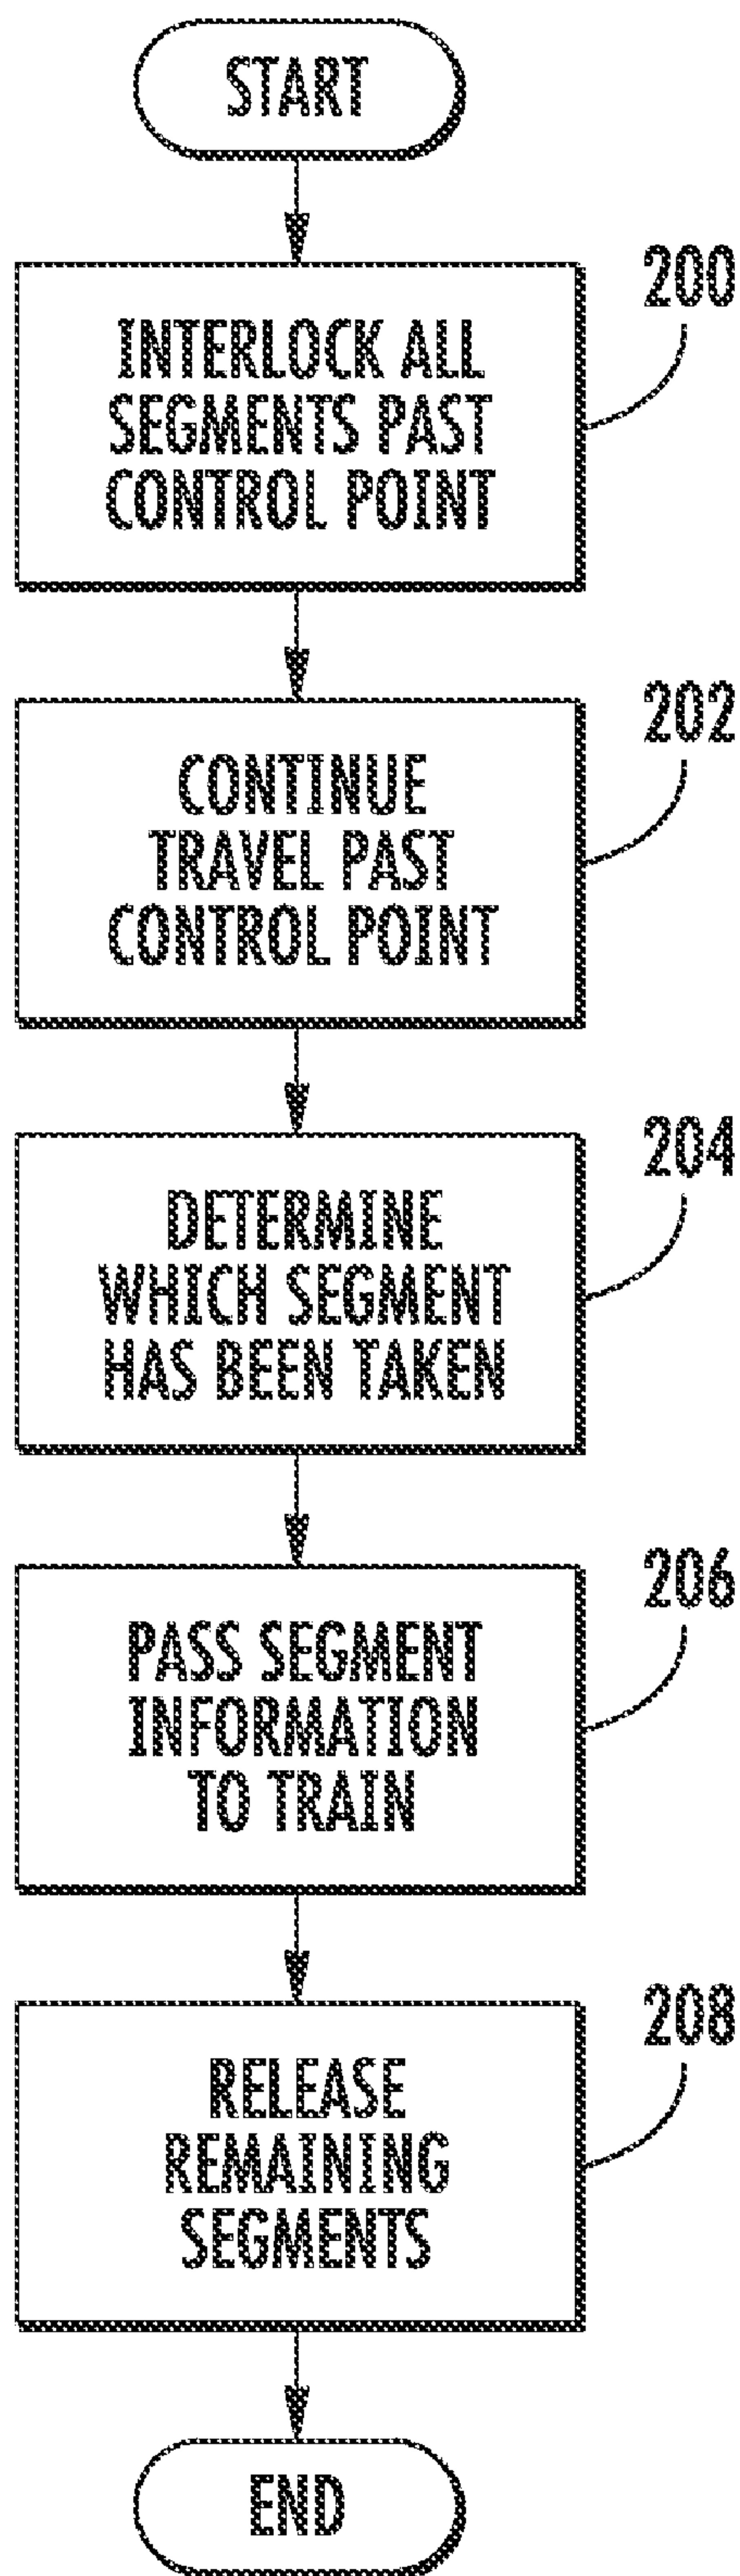 START
200
INTERLOCK ALL
SEGMENTS PAST
CONTROL POINT
202
CONTINUE
TRAVEL PAST
CONTROL POINT
204
DETERMINE
WHICH SEGMENT
HAS BEEN TAKEN
206
PASS SEGMENT
INFORMATION
TO TRAIN
208
RELEASE
REMAINING
SEGMENTS
END